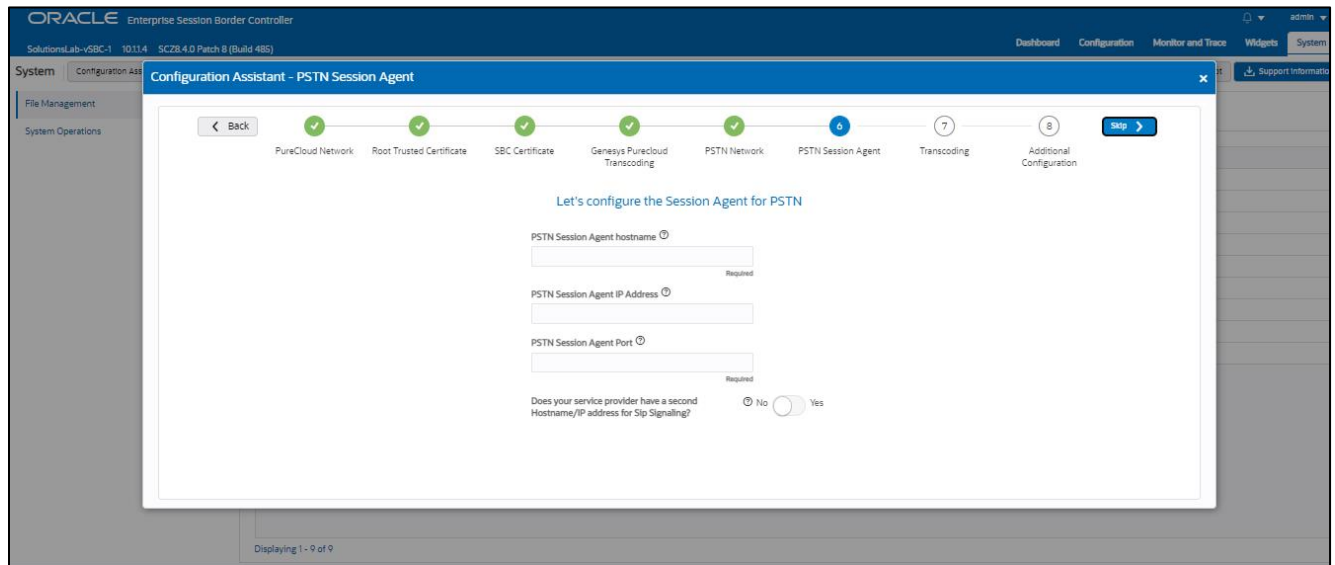 ORACLE Enterprise Session Border Controller
admin
SolutionsLab-vSBC-1 10.1.1.4 SCZ8.4.0 Patch 8 (Build 485)
Dashboard Configuration Monitor and Trace Widgets System
System Configuration Ass
Support Informatio
Configuration Assistant - PSTN Session Agent
File Management
System Operations
Back
6 7 8
Skip
PureCloud Network Root Trusted Certificate SBC Certificate Genesys Purecloud Transcoding PSTN Network PSTN Session Agent Transcoding Additional Configuration
Let's configure the Session Agent for PSTN
PSTN Session Agent hostname
Required
PSTN Session Agent IP Address
PSTN Session Agent Port
Required
Does your service provider have a second
Hostname/IP address for Sip Signaling?
No Yes
Displaying 1 - 9 of 9